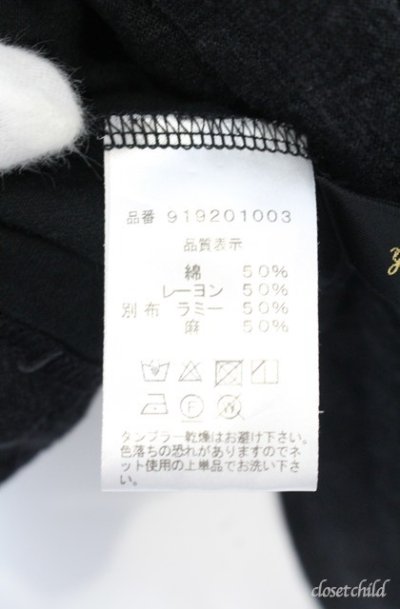 品番 919201003
品質表示
綿 50%
レーヨン 50%
別布 ラミー 50%
麻 50%
F
タンブラー乾燥はお避け下さい。
色落ちの恐れがありますのでネ
ット使用の上単品でお洗い下さ
い。
closet child